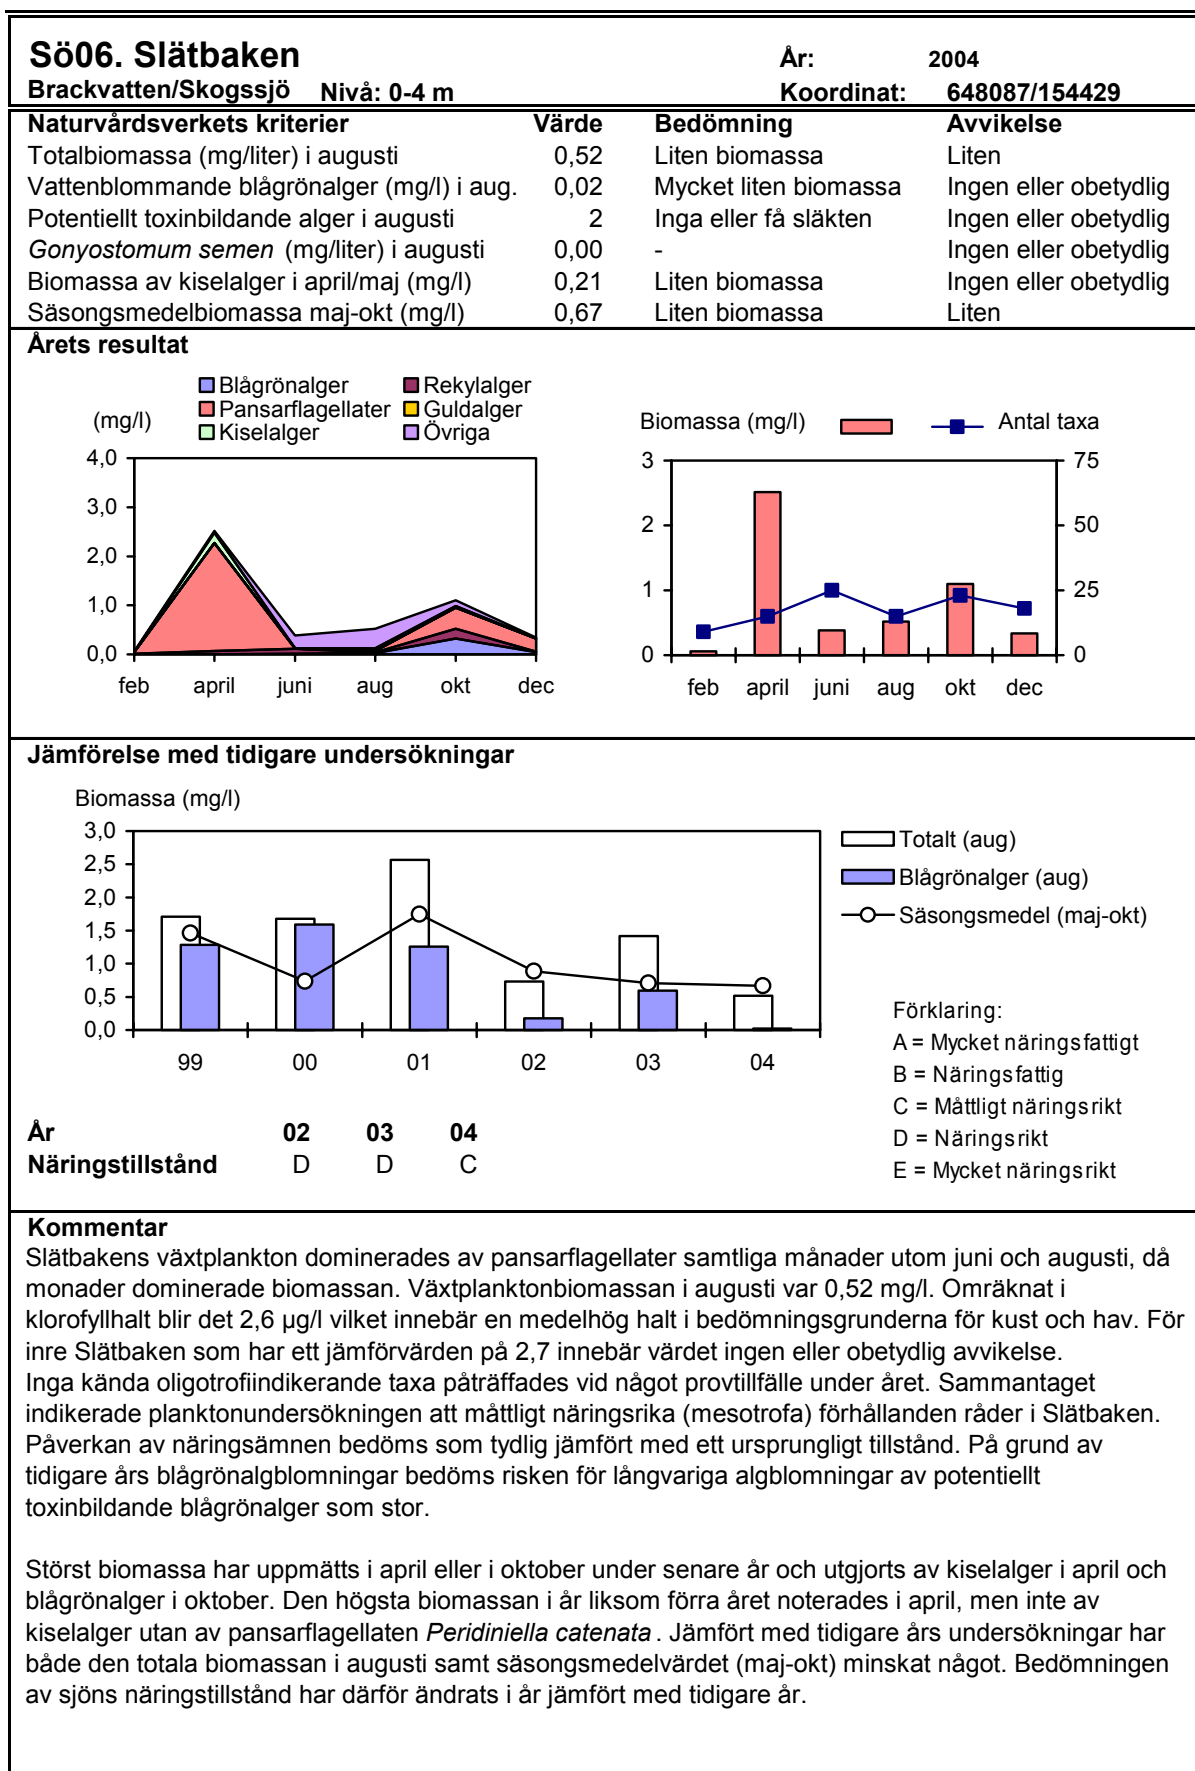 Sö06. Slätbaken
År: 2004
Brackvatten/Skogssjö Nivå: 0-4 m
Koordinat: 648087/154429
Naturvårdsverkets kriterier Värde Bedömning Avvikelse
Totalbiomassa (mg/liter) i augusti 0,52 Liten biomassa Liten
Vattenblommande blågrönalger (mg/l) i aug. 0,02 Mycket liten biomassa Ingen eller obetydlig
Potentiellt toxinbildande alger i augusti 2 Inga eller få släkten Ingen eller obetydlig
Gonyostomum semen (mg/liter) i augusti 0,00 - Ingen eller obetydlig
Biomassa av kiselalger i april/maj (mg/l) 0,21 Liten biomassa Ingen eller obetydlig
Säsongsmedelbiomassa maj-okt (mg/l) 0,67 Liten biomassa Liten
Årets resultat
Blågrönalger Rekylalger
Pansarflagellater Guldalger
Kiselalger Övriga
(mg/l)
4,0
3,0
2,0
1,0
0,0
feb april juni aug okt dec
Biomassa (mg/l) Antal taxa
3 75
2 50
1 25
0 0
feb april juni aug okt dec
Jämförelse med tidigare undersökningar
Biomassa (mg/l)
3,0
2,5
2,0
1,5
1,0
0,5
0,0
99 00 01 02 03 04
Totalt (aug)
Blågrönalger (aug)
Säsongsmedel (maj-okt)
Förklaring:
A = Mycket näringsfattigt
B = Näringsfattig
C = Måttligt näringsrikt
D = Näringsrikt
E = Mycket näringsrikt
År 02 03 04
Näringstillstånd D D C
Kommentar
Slätbakens växtplankton dominerades av pansarflagellater samtliga månader utom juni och augusti, då
monader dominerade biomassan. Växtplanktonbiomassan i augusti var 0,52 mg/l. Omräknat i
klorofyllhalt blir det 2,6 µg/l vilket innebär en medelhög halt i bedömningsgrunderna för kust och hav. För
inre Slätbaken som har ett jämförvärden på 2,7 innebär värdet ingen eller obetydlig avvikelse.
Inga kända oligotrofiindikerande taxa påträffades vid något provtillfälle under året. Sammantaget
indikerade planktonundersökningen att måttligt näringsrika (mesotrofa) förhållanden råder i Slätbaken.
Påverkan av näringsämnen bedöms som tydlig jämfört med ett ursprungligt tillstånd. På grund av
tidigare års blågrönalgblomningar bedöms risken för långvariga algblomningar av potentiellt
toxinbildande blågrönalger som stor.
Störst biomassa har uppmätts i april eller i oktober under senare år och utgjorts av kiselalger i april och
blågrönalger i oktober. Den högsta biomassan i år liksom förra året noterades i april, men inte av
kiselalger utan av pansarflagellaten Peridiniella catenata. Jämfört med tidigare års undersökningar har
både den totala biomassan i augusti samt säsongsmedelvärdet (maj-okt) minskat något. Bedömningen
av sjöns näringstillstånd har därför ändrats i år jämfört med tidigare år.